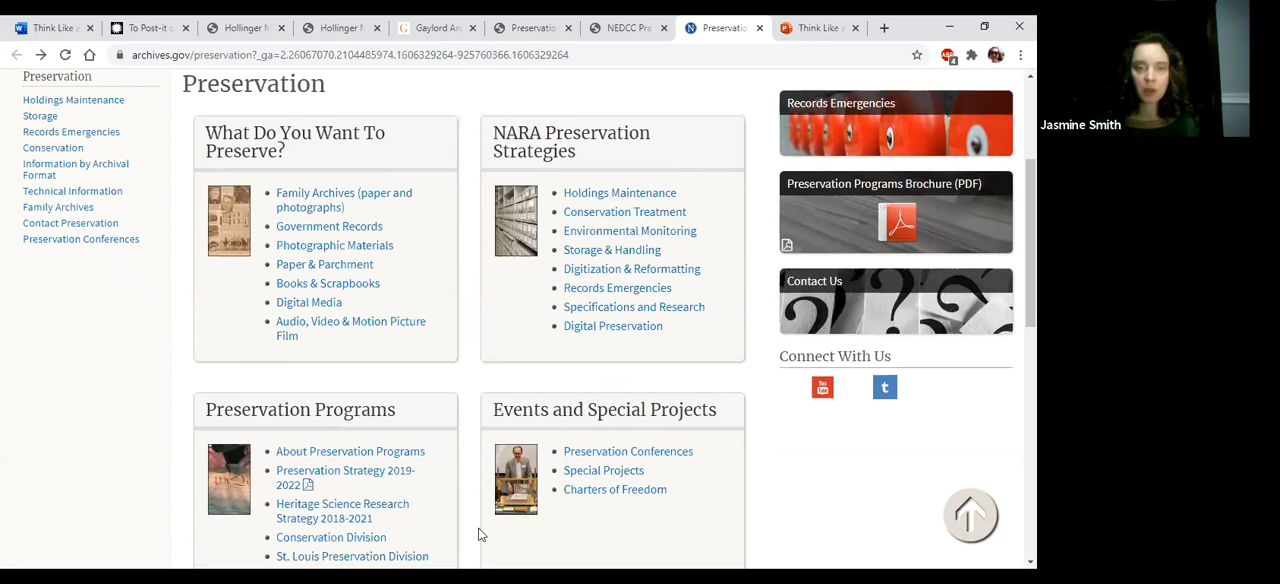 Think Like a
To Post-it o
Hollinger M
Hollinger M
Gaylord Arc
Preservatio
NEDCC Pre
Preservatio
Think Like a
archives.gov/preservation?_ga=2.26067070.2104485974.1606329264-925760366.1606329264
Preservation
Holdings Maintenance
Storage
Records Emergencies
Conservation
Information by Archival
Format
Technical Information
Family Archives
Contact Preservation
Preservation Conferences
Preservation
What Do You Want To
Preserve?
Family Archives (paper and
photographs)
Government Records
Photographic Materials
Paper & Parchment
Books & Scrapbooks
Digital Media
Audio, Video & Motion Picture
Film
NARA Preservation
Strategies
Holdings Maintenance
Conservation Treatment
Environmental Monitoring
Storage & Handling
Digitization & Reformatting
Records Emergencies
Specifications and Research
Digital Preservation
Preservation Programs
About Preservation Programs
Preservation Strategy 2019-
2022
Heritage Science Research
Strategy 2018-2021
Conservation Division
St. Louis Preservation Division
Events and Special Projects
Preservation Conferences
Special Projects
Charters of Freedom
Records Emergencies
Preservation Programs Brochure (PDF)
Contact Us
Connect With Us
You
Tube
t
Jasmine Smith